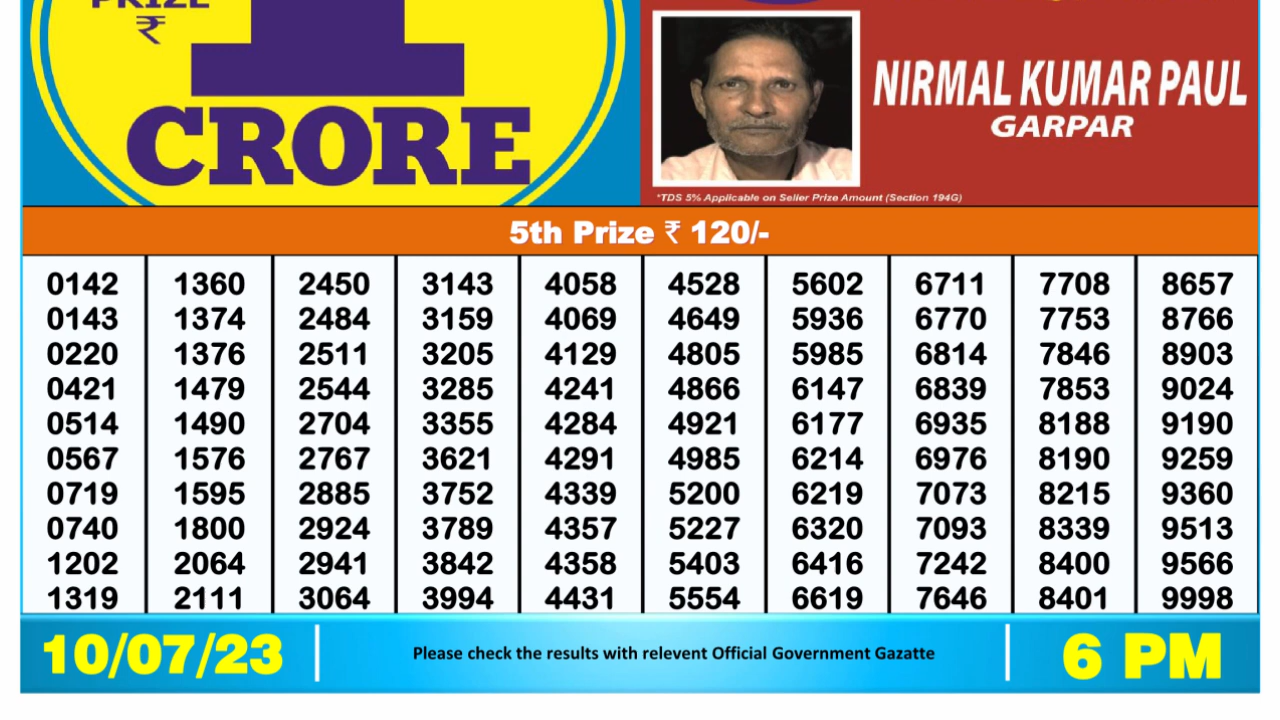 PRIZE
₹
1
CRORE
NIRMAL KUMAR PAUL
GARPAR
*TDS 5% Applicable on Seller Prize Amount (Section 194G)
5th Prize ₹ 120/-
0142 1360 2450 3143 4058 4528 5602 6711 7708 8657
0143 1374 2484 3159 4069 4649 5936 6770 7753 8766
0220 1376 2511 3205 4129 4805 5985 6814 7846 8903
0421 1479 2544 3285 4241 4866 6147 6839 7853 9024
0514 1490 2704 3355 4284 4921 6177 6935 8188 9190
0567 1576 2767 3621 4291 4985 6214 6976 8190 9259
0719 1595 2885 3752 4339 5200 6219 7073 8215 9360
0740 1800 2924 3789 4357 5227 6320 7093 8339 9513
1202 2064 2941 3842 4358 5403 6416 7242 8400 9566
1319 2111 3064 3994 4431 5554 6619 7646 8401 9998
10/07/23
Please check the results with relevent Official Government Gazatte
6 PM